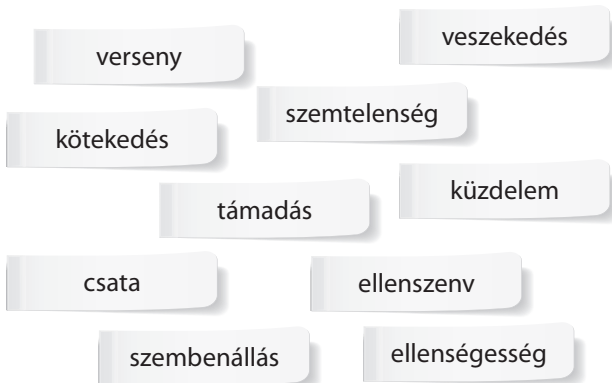 veszekedés
verseny
szemtelenség
kötekedés
küzdelem
támadás
csata
ellenszenv
szembenállás
ellenségesség